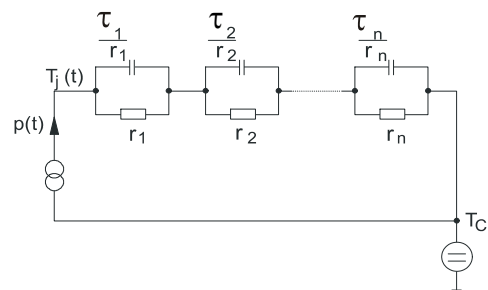 τ1 τ2 τn
r1 r2 rn
Tj (t)
p(t)
r1 r2 rn
TC